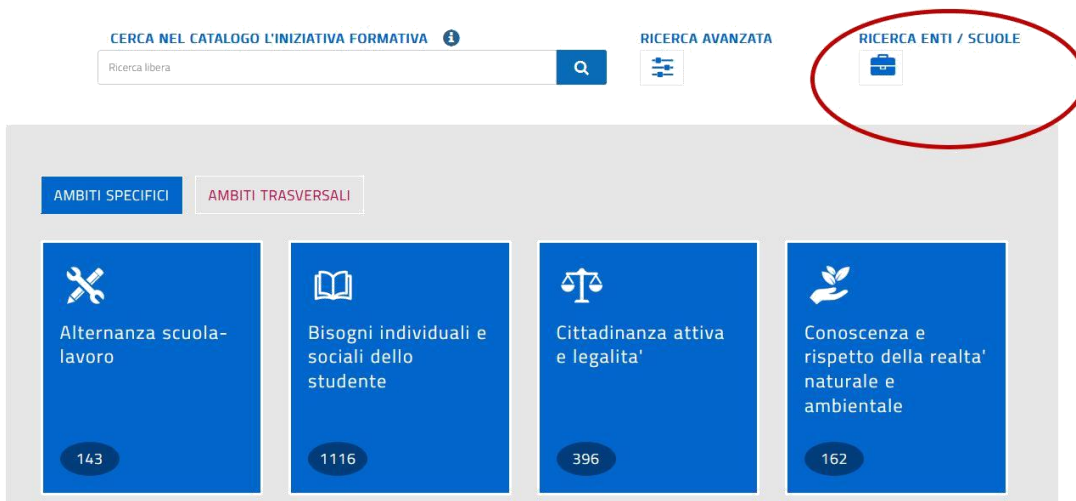 CERCA NEL CATALOGO L'INIZIATIVA FORMATIVA
RICERCA AVANZATA
RICERCA ENTI / SCUOLE
Ricerca libera
AMBITI SPECIFICI
AMBITI TRASVERSALI
Alternanza scuola-
lavoro
143
Bisogni individuali e
sociali dello
studente
1116
Cittadinanza attiva
e legalita'
396
Conoscenza e
rispetto della realta'
naturale e
ambientale
162